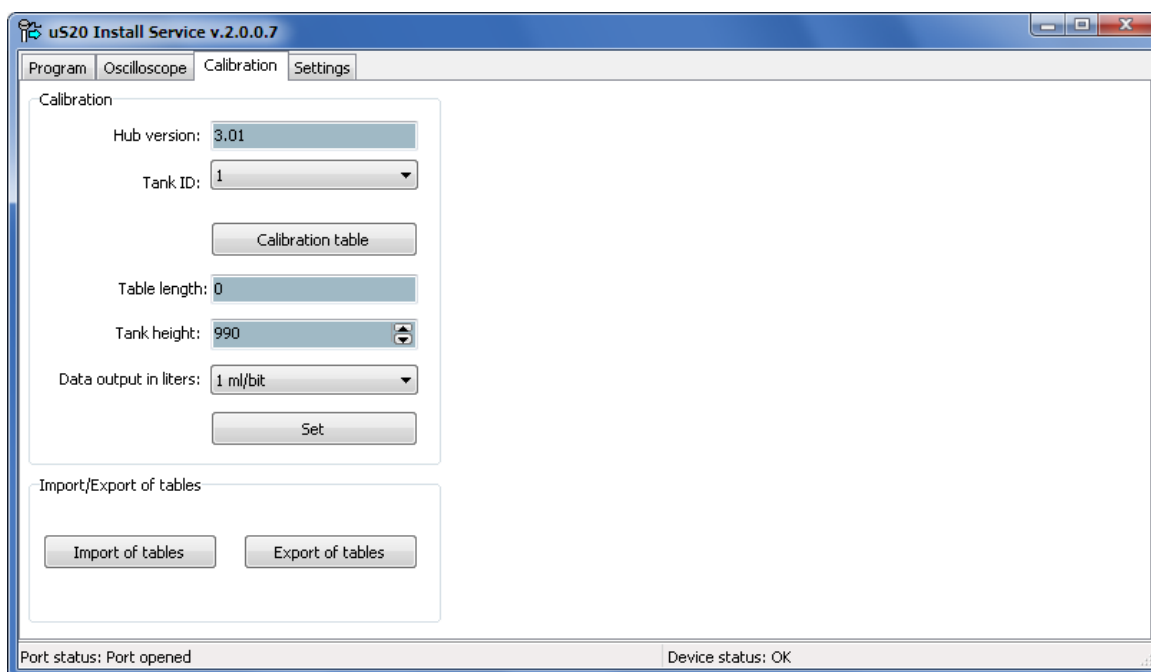 uS20 Install Service v.2.0.0.7
Program Oscilloscope Calibration Settings
Calibration
Hub version: 3.01
Tank ID: 1
Calibration table
Table length: 0
Tank height: 990
Data output in liters: 1 ml/bit
Set
Import/Export of tables
Import of tables Export of tables
Port status: Port opened Device status: OK